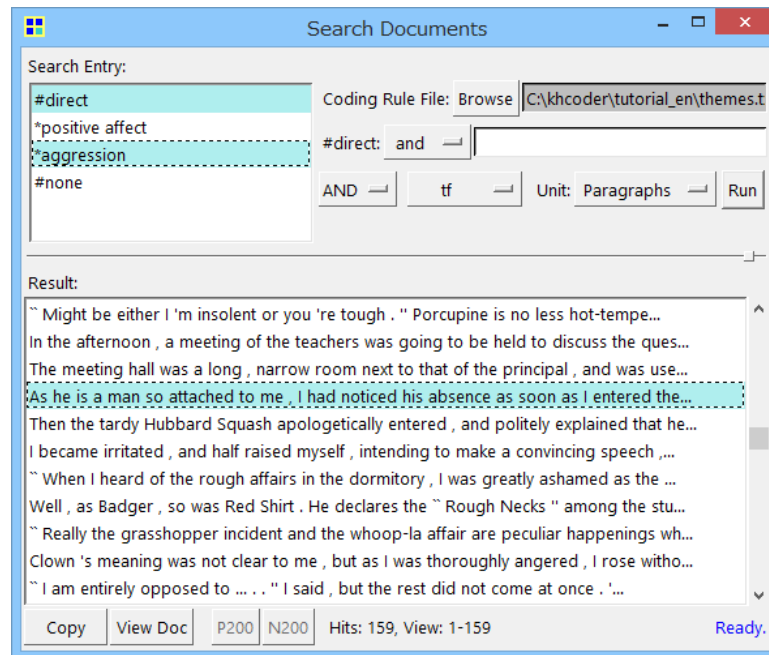 Search Documents
Search Entry:
#direct
*positive affect
*aggression
#none
Coding Rule File: Browse C:\khcoder\tutorial_en\themes.t
#direct: and
AND tf Unit: Paragraphs Run
Result:
`` Might be either I 'm insolent or you 're tough . '' Porcupine is no less hot-tempe...
In the afternoon , a meeting of the teachers was going to be held to discuss the ques...
The meeting hall was a long , narrow room next to that of the principal , and was use...
As he is a man so attached to me , I had noticed his absence as soon as I entered the...
Then the tardy Hubbard Squash apologetically entered , and politely explained that he...
I became irritated , and half raised myself , intending to make a convincing speech ,...
`` When I heard of the rough affairs in the dormitory , I was greatly ashamed as the ...
Well , as Badger , so was Red Shirt . He declares the `` Rough Necks '' among the stu...
`` Really the grasshopper incident and the whoop-la affair are peculiar happenings wh...
Clown 's meaning was not clear to me , but as I was thoroughly angered , I rose witho...
`` I am entirely opposed to ... . . '' I said , but the rest did not come at once . '...
Copy View Doc P200 N200 Hits: 159, View: 1-159 Ready.